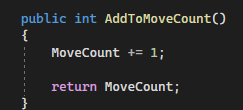 public int AddToMoveCount()
{
MoveCount += 1;
return MoveCount;
}